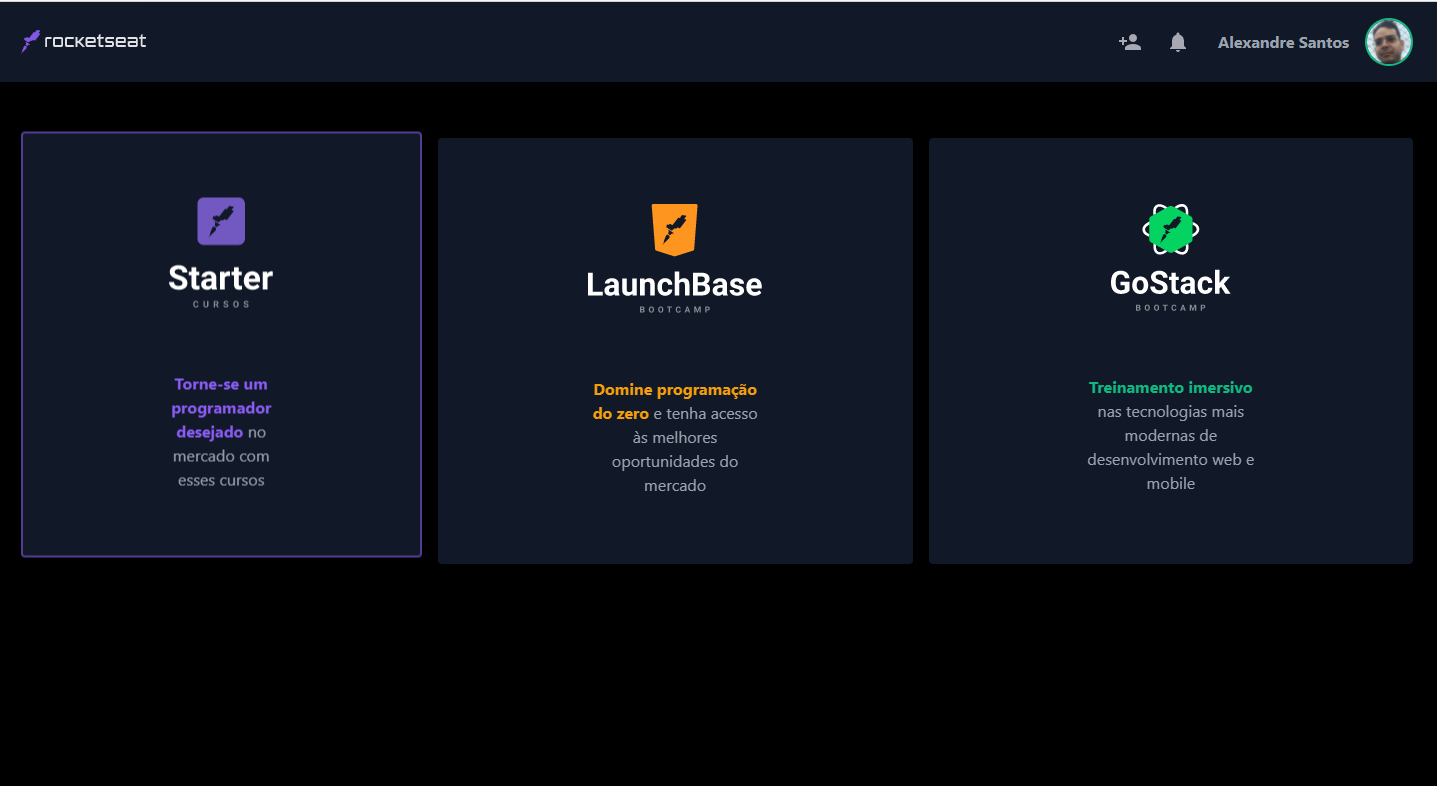 rocketseat
Alexandre Santos
Starter
CURSOS
Torne-se um
programador
desejado no
mercado com
esses cursos
LaunchBase
BOOTCAMP
Domine programação
do zero e tenha acesso
às melhores
oportunidades do
mercado
GoStack
BOOTCAMP
Treinamento imersivo
nas tecnologias mais
modernas de
desenvolvimento web e
mobile